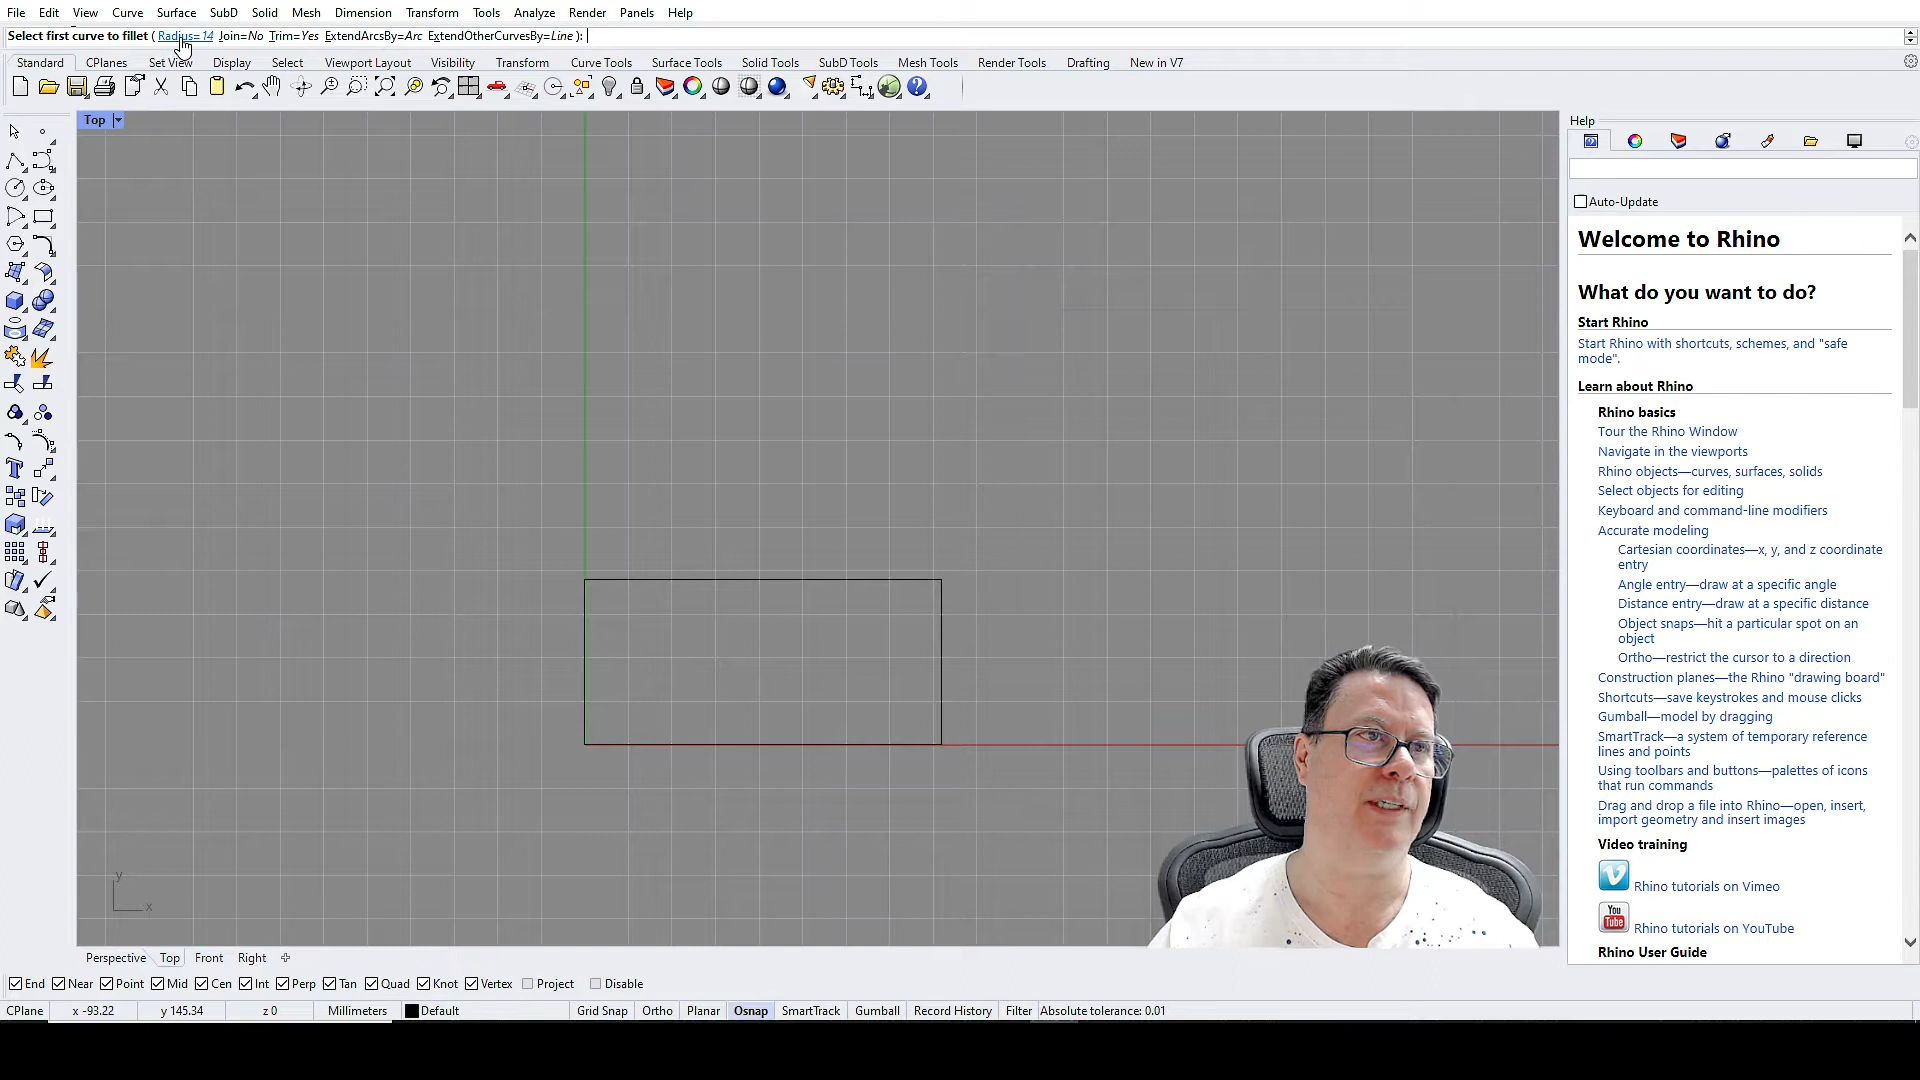 File Edit View Curve Surface SubD Solid Mesh Dimension Transform Tools Analyze Render Panels Help
Select first curve to fillet ( Radius=14 Join=No Trim=Yes ExtendArcsBy=Arc ExtendOtherCurvesBy=Line ):
Standard CPlanes Set View Display Select Viewport Layout Visibility Transform Curve Tools Surface Tools Solid Tools SubD Tools Mesh Tools Render Tools Drafting New in V7
Top
Help
Auto-Update
Welcome to Rhino
What do you want to do?
Start Rhino
Start Rhino with shortcuts, schemes, and "safe
mode".
Learn about Rhino
Rhino basics
Tour the Rhino Window
Navigate in the viewports
Rhino objects—curves, surfaces, solids
Select objects for editing
Keyboard and command-line modifiers
Accurate modeling
Cartesian coordinates—x, y, and z coordinate
entry
Angle entry—draw at a specific angle
Distance entry—draw at a specific distance
Object snaps—hit a particular spot on an
object
Ortho—restrict the cursor to a direction
Construction planes—the Rhino "drawing board"
Shortcuts—save keystrokes and mouse clicks
Gumball—model by dragging
SmartTrack—a system of temporary reference
lines and points
Using toolbars and buttons—palettes of icons
that run commands
Drag and drop a file into Rhino—open, insert,
import geometry and insert images
Video training
Rhino tutorials on Vimeo
You
Tube
Rhino tutorials on YouTube
Rhino User Guide
y
x
Perspective Top Front Right
End Near Point Mid Cen Int Perp Tan Quad Knot Vertex Project Disable
CPlane x -93.22 y 145.34 z 0 Millimeters Default Grid Snap Ortho Planar Osnap SmartTrack Gumball Record History Filter Absolute tolerance: 0.01